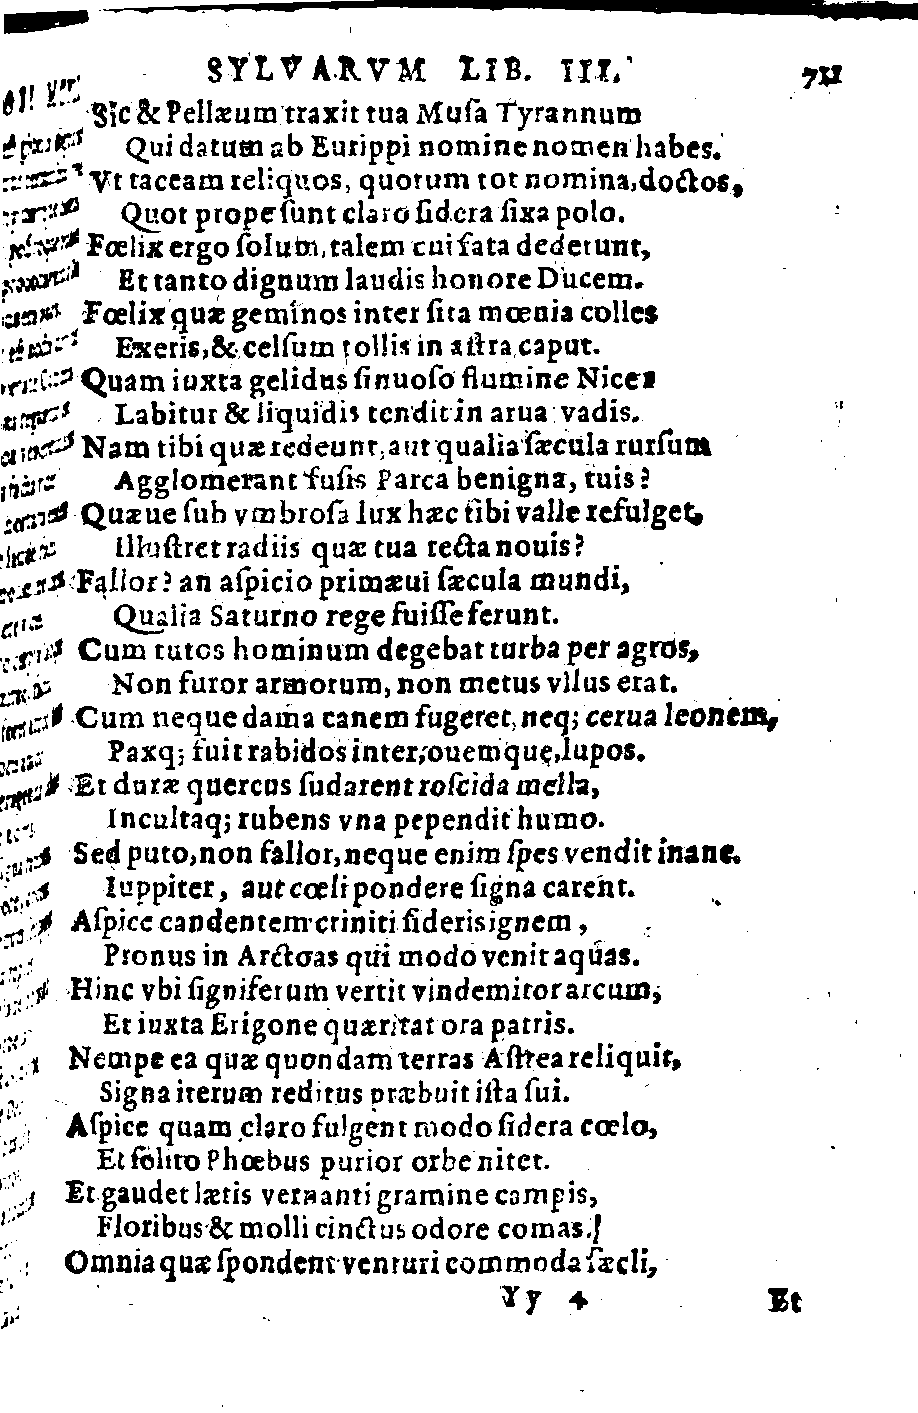 SYLVARVM LIB. III. 711
Sic & Pellæum traxit tua Muſa Tyrannum
Qui datum ab Eurippi nomine nomen habes.
Vt taceam reliquos, quorum tot nomina, doctos,
Quot prope ſunt claro ſidera fixa polo.
Fœlix ergo ſolum, talem cui fata dederunt,
Et tanto dignum laudis honore Ducem.
Fœlix quæ geminos inter ſita mœnia colles
Exeris, & celſum tollis in aſtra caput.
Quam iuxta gelidus ſinuoſo flumine Nicer
Labitur & liquidis tendit in arua vadis.
Nam tibi quæ redeunt, aut qualia ſæcula rurſum
Agglomerant fuſis Parca benigna, tuis?
Quæue ſub vmbroſa lux hæc tibi valle refulget,
Illuſtret radiis quæ tua tecta nouis?
Fallor? an aſpicio primæui ſæcula mundi,
Qualia Saturno rege fuiſſe ferunt.
Cum tutos hominum degebat turba per agros,
Non furor armorum, non metus vllus erat.
Cum neque dama canem fugeret, neq; cerua leonem,
Paxq; fuit rabidos inter, ouemque, lupos.
Et duræ quercus ſudarent roſcida mella,
Incultaq; rubens vna pependit humo.
Sed puto, non fallor, neque enim ſpes vendit inane.
Iuppiter, aut cœli pondere ſigna carent.
Aſpice candentem criniti ſideris ignem,
Pronus in Arctoas qui modo venit aquas.
Hinc vbi ſigniferum vertit vindemitor arcum,
Et iuxta Erigone quæritat ora patris.
Nempe ea quæ quondam terras Aſtrea reliquit,
Signa iterum reditus præbuit iſta ſui.
Aſpice quam claro fulgent modo ſidera cœlo,
Et ſolito Phœbus purior orbe nitet.
Et gaudet lætis vernanti gramine campis,
Floribus & molli cinctus odore comas.
Omnia quæ ſpondent venturi commoda ſæcli,
Yy 4 Et